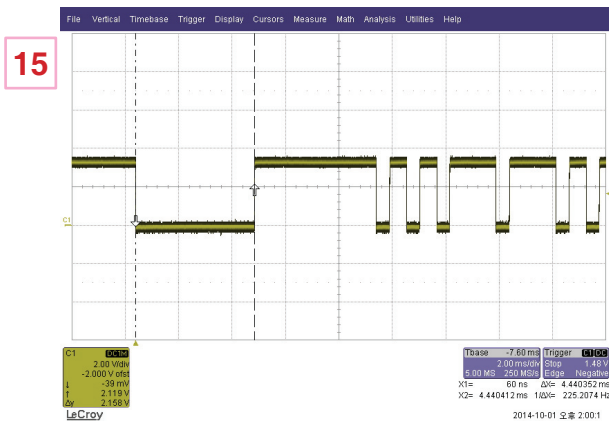 File Vertical Timebase Trigger Display Cursors Measure Math Analysis Utilities Help
15
C1
C1 DC1M
2.00 V/div
-2.000 V ofst
↓ -39 mV
↑ 2.119 V
Δy 2.158 V
Tbase -7.60 ms
2.00 ms/div
5.00 MS 250 MS/s
Trigger C1 DC
Stop 1.48 V
Edge Negative
X1= 60 ns ΔX= 4.440352 ms
X2= 4.440412 ms 1/ΔX= 225.2074 Hz
LeCroy
2014-10-01 오후 2:00:1